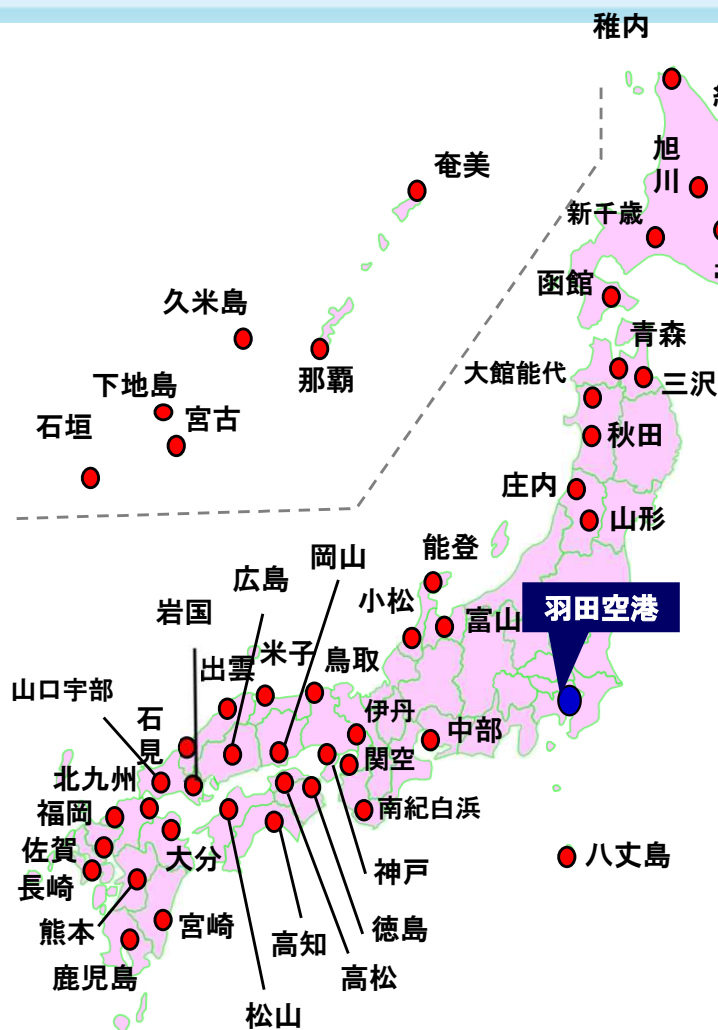 稚内
旭
川
新千歳
函館
奄美
久米島
那覇
下地島
宮古
石垣
青森
大館能代
三沢
秋田
庄内
山形
能登
小松
富山
羽田空港
岡山
広島
岩国
出雲
米子
鳥取
山口宇部
石
見
伊丹
中部
関空
北九州
福岡
南紀白浜
佐賀
大分
八丈島
長崎
神戸
熊本
宮崎
高知
徳島
鹿児島
高松
松山